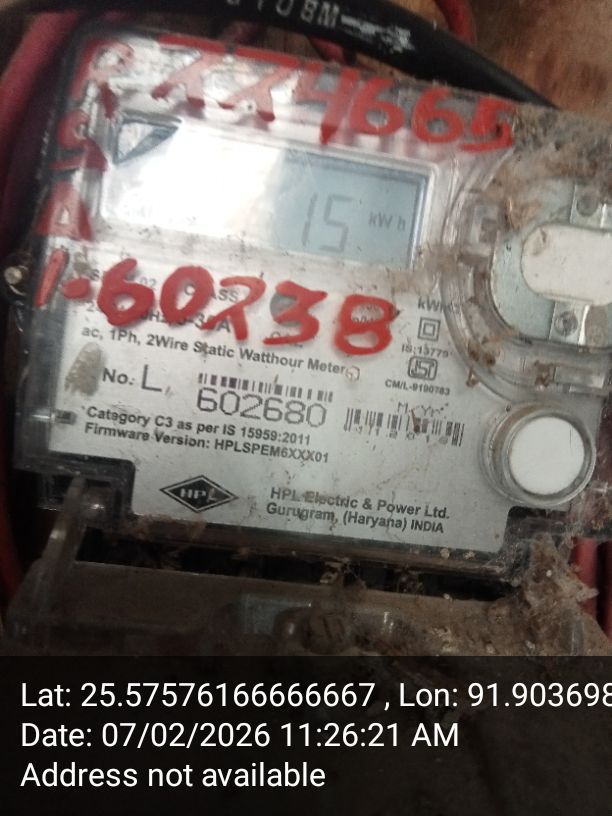 774665
15 kWh
1-60238
ac, 1Ph, 2Wire Static Watthour Meter
IS:13779
CM/L-9190783
No. L 602680
Category C3 as per IS 15959:2011
Firmware Version: HPLSPEM6XXX01
HPL
HPL Electric & Power Ltd.
Gurugram, (Haryana) INDIA
Lat: 25.57576166666667 , Lon: 91.903698
Date: 07/02/2026 11:26:21 AM
Address not available